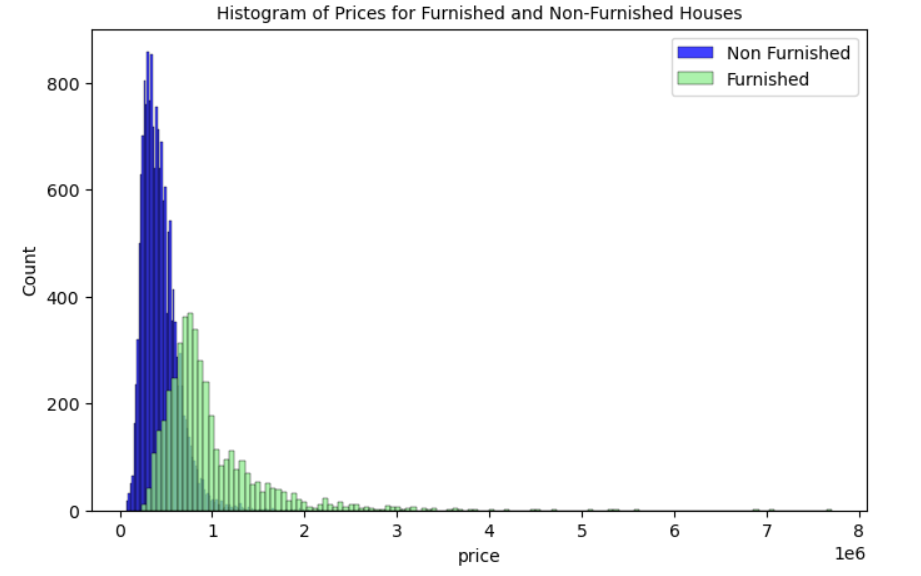 Histogram of Prices for Furnished and Non-Furnished Houses
Non Furnished
Furnished
800
600
400
200
0
Count
0 1 2 3 4 5 6 7 8
1e6
price